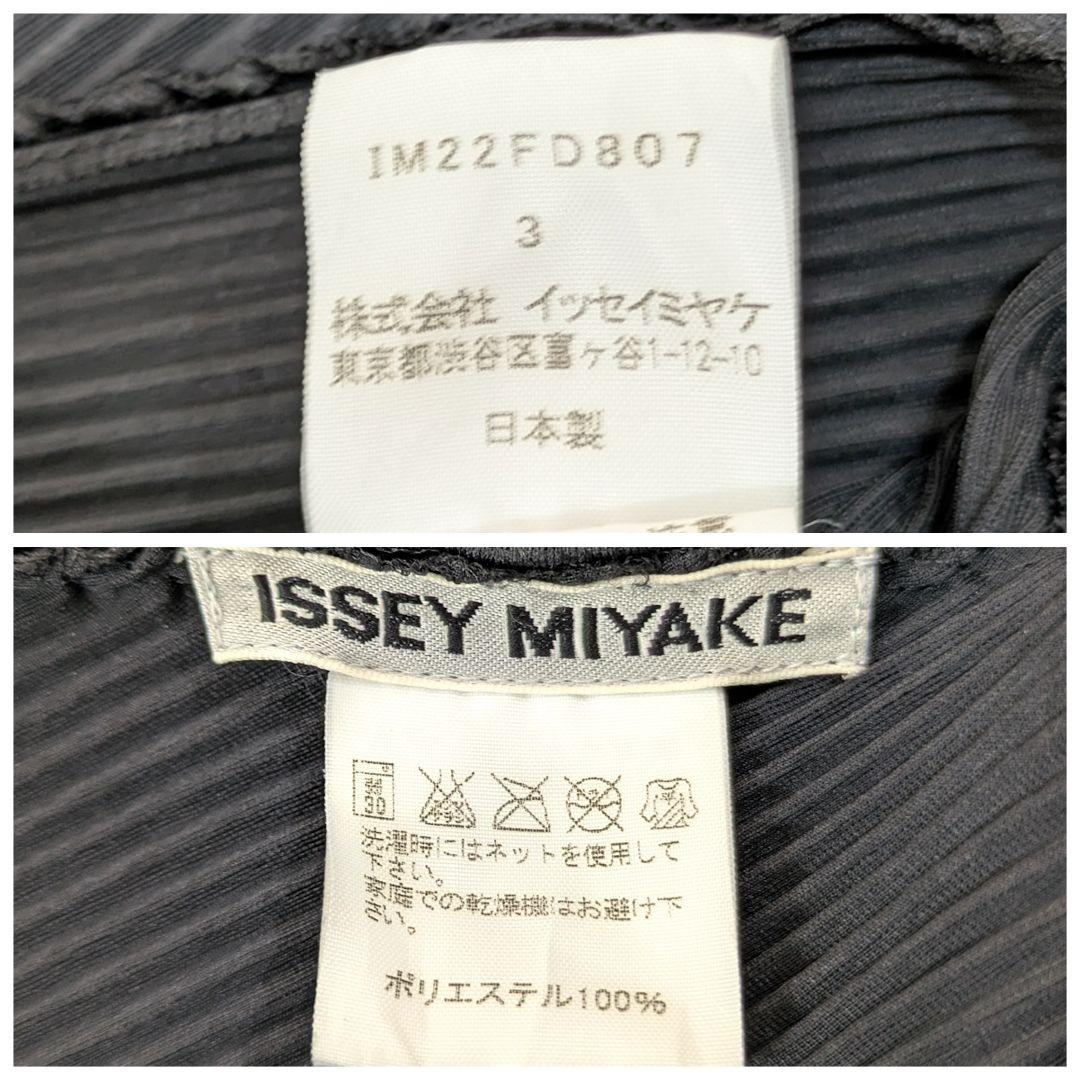 IM22FD807
3
株式会社 イッセイミヤケ
東京都渋谷区富ヶ谷1-12-10
日本製
ISSEY MIYAKE
30
洗濯時にはネットを使用して
下さい。
家庭での乾燥機はお避け下
さい。
ポリエステル100%